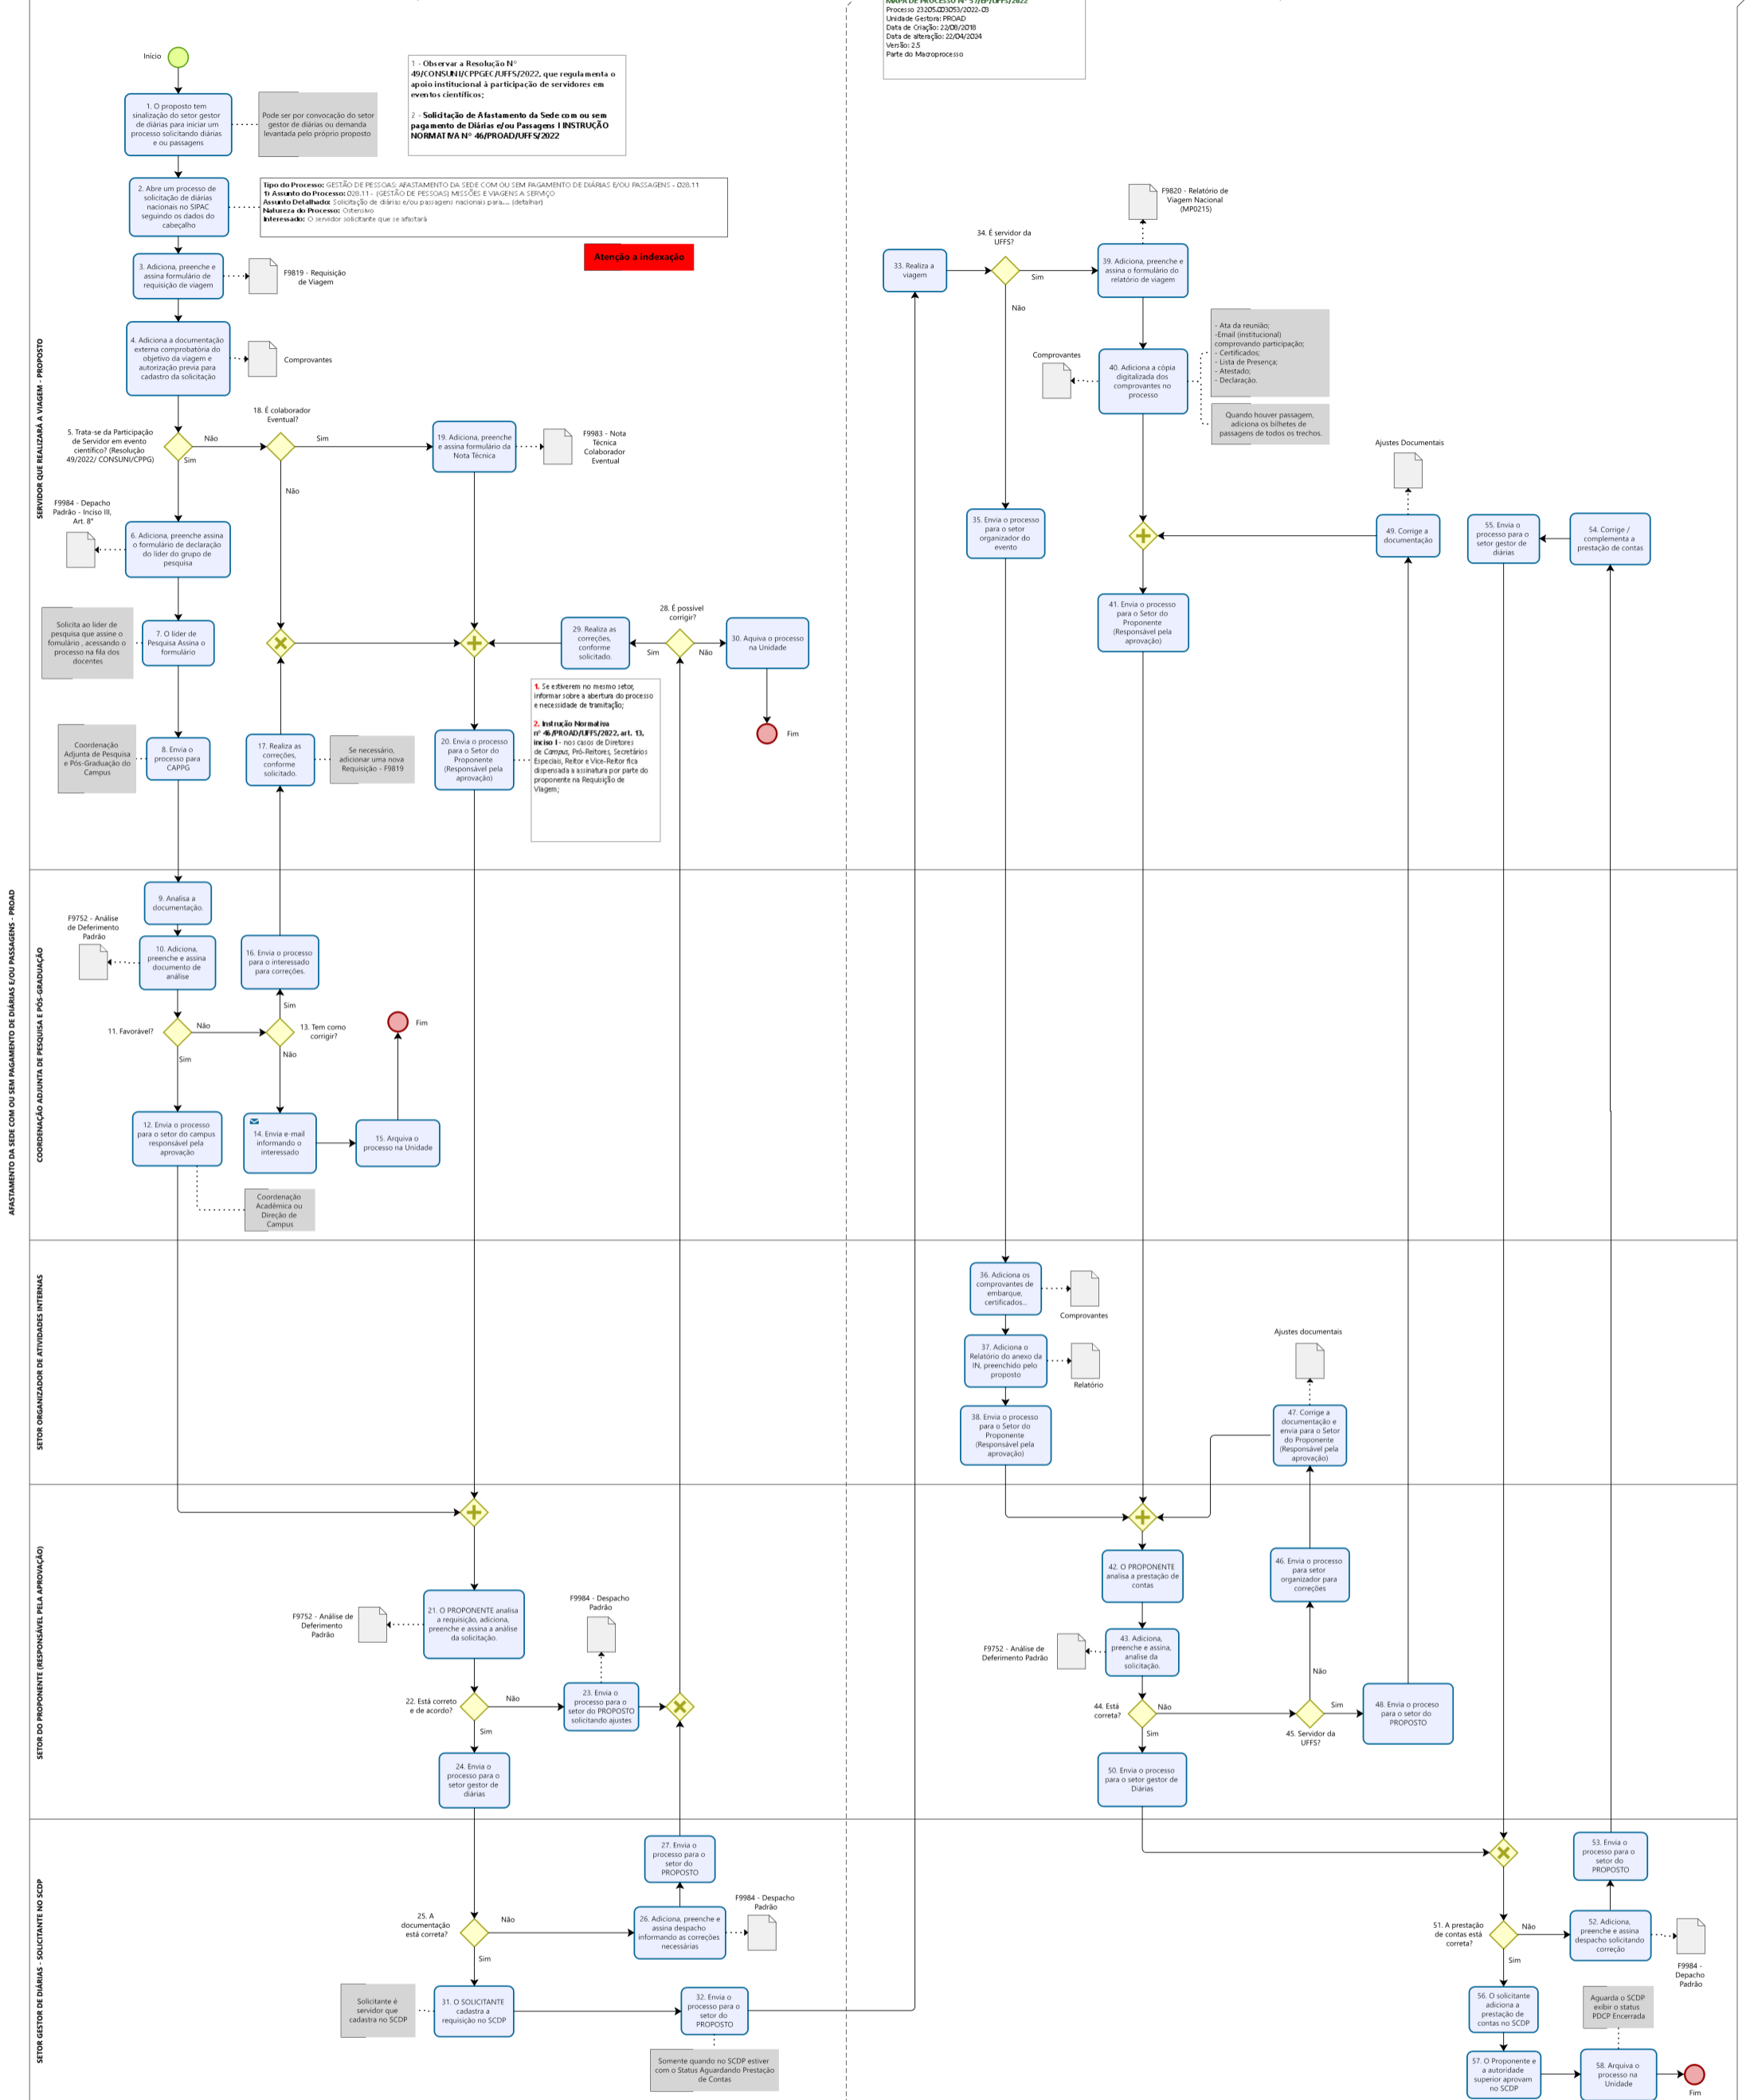 MAPA DE PROCESSO Nº 57/EP/UFFS/2022
Processo 23205.003053/2022-03
Unidade Gestora: PROAD
Data de Criação: 22/08/2018
Data de alteração: 22/04/2024
Versão: 2.5
Parte do Macroprocesso
AFASTAMENTO DA SEDE COM OU SEM PAGAMENTO DE DIÁRIAS E/OU PASSAGENS - PROAD
SERVIDOR QUE REALIZARÁ A VIAGEM - PROPOSTO
Início
1. O proposto tem
sinalização do setor gestor
de diárias para iniciar um
processo solicitando diárias
e ou passagens
Pode ser por convocação do setor
gestor de diárias ou demanda
levantada pelo próprio proposto
1 - Observar a Resolução N°
49/CONSUNI/CPPGEC/UFFS/2022, que regulamenta o
apoio institucional à participação de servidores em
eventos científicos;
2 - Solicitação de Afastamento da Sede com ou sem
pagamento de Diárias e/ou Passagens I INSTRUÇÃO
NORMATIVA N° 46/PROAD/UFFS/2022
2. Abre um processo de
solicitação de diárias
nacionais no SIPAC
seguindo os dados do
cabeçalho
Tipo do Processo: GESTÃO DE PESSOAS: AFASTAMENTO DA SEDE COM OU SEM PAGAMENTO DE DIÁRIAS E/OU PASSAGENS - 028.11
1) Assunto do Processo: 028.11 - (GESTÃO DE PESSOAS) MISSÕES E VIAGENS A SERVIÇO
Assunto Detalhado: Solicitação de diárias e/ou passagens nacionais para.... (detalhar)
Natureza do Processo: Ostensivo
Interessado: O servidor solicitante que se afastará
Atenção a indexação
3. Adiciona, preenche e
assina formulário de
requisição de viagem
F9819 - Requisição
de Viagem
4. Adiciona a documentação
externa comprobatória do
objetivo da viagem e
autorização previa para
cadastro da solicitação
Comprovantes
5. Trata-se da Participação
de Servidor em evento
científico? (Resolução
49/2022/ CONSUNI/CPPG)
Não
Sim
18. É colaborador
Eventual?
Sim
Não
19. Adiciona, preenche
e assina formulário da
Nota Técnica
F9983 - Nota
Técnica
Colaborador
Eventual
F9984 - Depacho
Padrão - Inciso III,
Art. 8°
6. Adiciona, preenche assina
o formulário de declaração
do líder do grupo de
pesquisa
Solicita ao lider de
pesquisa que assine o
fomulário , acessando o
processo na fila dos
docentes
7. O líder de
Pesquisa Assina o
formulário
Coordenação
Adjunta de Pesquisa
e Pós-Graduação do
Campus
8. Envia o
processo para
CAPPG
17. Realiza as
correções,
conforme
solicitado.
Se necessário,
adicionar uma nova
Requisição - F9819
20. Envia o processo
para o Setor do
Proponente
(Responsável pela
aprovação)
29. Realiza as
correções,
conforme
solicitado.
28. É possível
corrigir?
Sim
Não
30. Aquiva o processo
na Unidade
Fim
1. Se estiverem no mesmo setor,
informar sobre a abertura do processo
e necessidade de tramitação;
2. Instrução Normativa
nº 46/PROAD/UFFS/2022, art. 13,
inciso I - nos casos de Diretores
de Campus, Pró-Reitores, Secretários
Especiais, Reitor e Vice-Reitor fica
dispensada a assinatura por parte do
proponente na Requisição de
Viagem;
33. Realiza a
viagem
34. É servidor da
UFFS?
Sim
Não
F9820 - Relatório de
Viagem Nacional
(MP0215)
39. Adiciona, preenche e
assina o formulário do
relatório de viagem
- Ata da reunião;
-Email (institucional)
comprovando participação;
- Certificados;
- Lista de Presença;
- Atestado;
- Declaração.
Comprovantes
40. Adiciona a cópia
digitalizada dos
comprovantes no
processo
Quando houver passagem,
adiciona os bilhetes de
passagens de todos os trechos.
Ajustes Documentais
35. Envia o processo
para o setor
organizador do
evento
49. Corrige a
documentação
55. Envia o
processo para o
setor gestor de
diárias
54. Corrige /
complementa a
prestação de contas
41. Envia o processo
para o Setor do
Proponente
(Responsável pela
aprovação)
COORDENAÇÃO ADJUNTA DE PESQUISA E PÓS-GRADUAÇÃO
9. Analisa a
documentação.
F9752 - Análise
de Deferimento
Padrão
10. Adiciona,
preenche e assina
documento de
análise
16. Envia o processo
para o interessado
para correções.
Sim
11. Favorável?
Não
Sim
13. Tem como
corrigir?
Não
Fim
12. Envia o processo
para o setor do campus
responsável pela
aprovação
14. Envia e-mail
informando o
interessado
15. Arquiva o
processo na Unidade
Coordenação
Acadêmica ou
Direção de
Campus
SETOR ORGANIZADOR DE ATIVIDADES INTERNAS
36. Adiciona os
comprovantes de
embarque,
certificados...
Comprovantes
37. Adiciona o
Relatório do anexo da
IN, preenchido pelo
proposto
Relatório
38. Envia o processo
para o Setor do
Proponente
(Responsável pela
aprovação)
Ajustes documentais
47. Corrige a
documentação e
envia para o Setor
do Proponente
(Responsável pela
aprovação)
SETOR DO PROPONENTE (RESPONSÁVEL PELA APROVAÇÃO)
F9752 - Análise de
Deferimento
Padrão
21. O PROPONENTE analisa
a requisição, adiciona,
preenche e assina a análise
da solicitação.
F9984 - Despacho
Padrão
22. Está correto
e de acordo?
Não
Sim
23. Envia o
processo para o
setor do PROPOSTO
solicitando ajustes
24. Envia o
processo para o
setor gestor de
diárias
42. O PROPONENTE
analisa a prestação de
contas
46. Envia o processo
para setor
organizador para
correções
F9752 - Análise de
Deferimento Padrão
43. Adiciona,
preenche e assina,
analise da
solicitação.
44. Está
correta?
Não
Sim
Não
Sim
45. Servidor da
UFFS?
48. Envia o proceso
para o setor do
PROPOSTO
50. Envia o processo
para o setor gestor de
Diárias
SETOR GESTOR DE DIÁRIAS - SOLICITANTE NO SCDP
27. Envia o
processo para o
setor do
PROPOSTO
25. A
documentação
está correta?
Não
Sim
26. Adiciona, preenche e
assina despacho
informando as correções
necessárias
F9984 - Despacho
Padrão
Solicitante é
servidor que
cadastra no SCDP
31. O SOLICITANTE
cadastra a
requisição no SCDP
32. Envia o
processo para o
setor do
PROPOSTO
Somente quando no SCDP estiver
com o Status Aguardando Prestação
de Contas
53. Envia o
processo para o
setor do
PROPOSTO
51. A prestação
de contas está
correta?
Não
Sim
52. Adiciona,
preenche e assina
despacho solicitando
correção
F9984 -
Depacho
Padrão
56. O solicitante
adiciona a
prestação de
contas no SCDP
Aguarda o SCDP
exibir o status
PDCP Encerrada
57. O Proponente e
a autoridade
superior aprovam
no SCDP
58. Arquiva o
processo na
Unidade
Fim